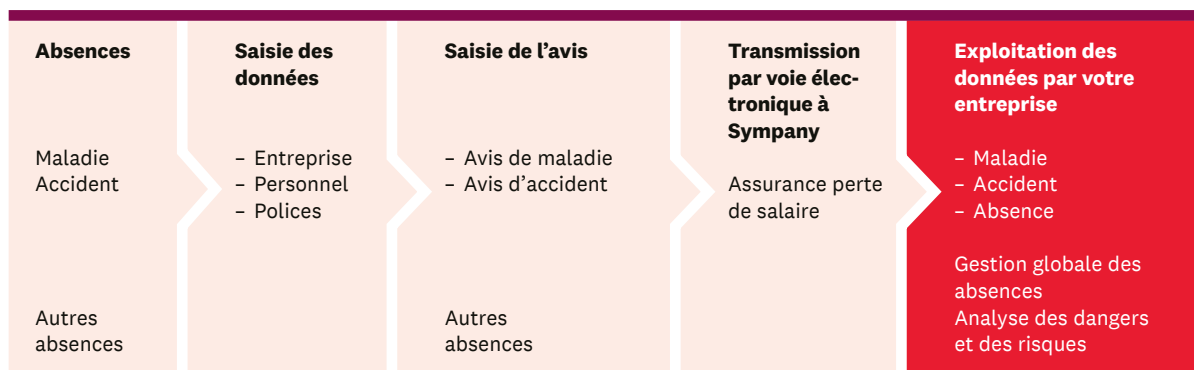 Absences
Maladie
Accident
Autres
absences
Saisie des
données
– Entreprise
– Personnel
– Polices
Saisie de l’avis
– Avis de maladie
– Avis d’accident
Autres
absences
Transmission
par voie élec-
tronique à
Sympany
Assurance perte
de salaire
Exploitation des
données par votre
entreprise
– Maladie
– Accident
– Absence
Gestion globale des
absences
Analyse des dangers
et des risques